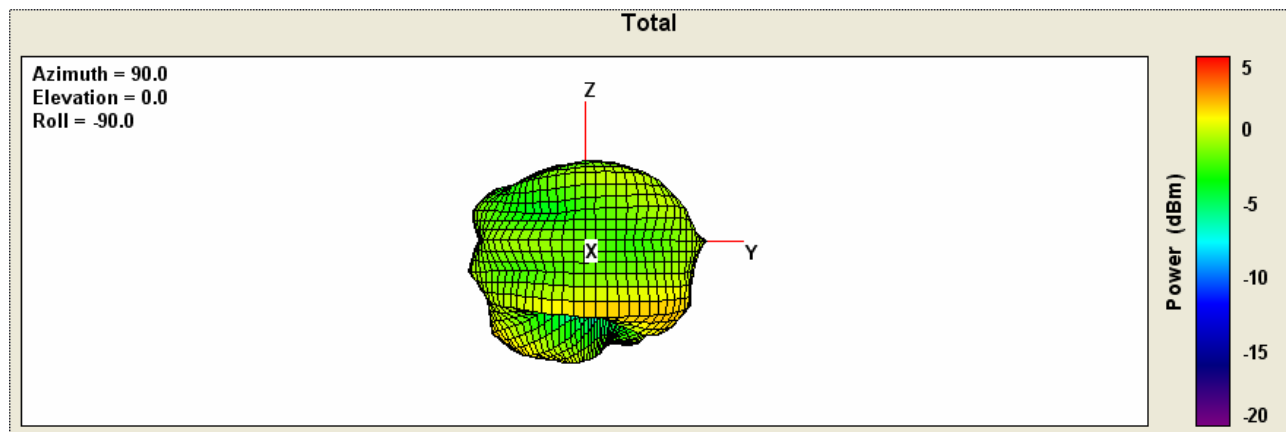 Total
Azimuth = 90.0
Elevation = 0.0
Roll = -90.0
Z
X
Y
Power (dBm)
5
0
-5
-10
-15
-20